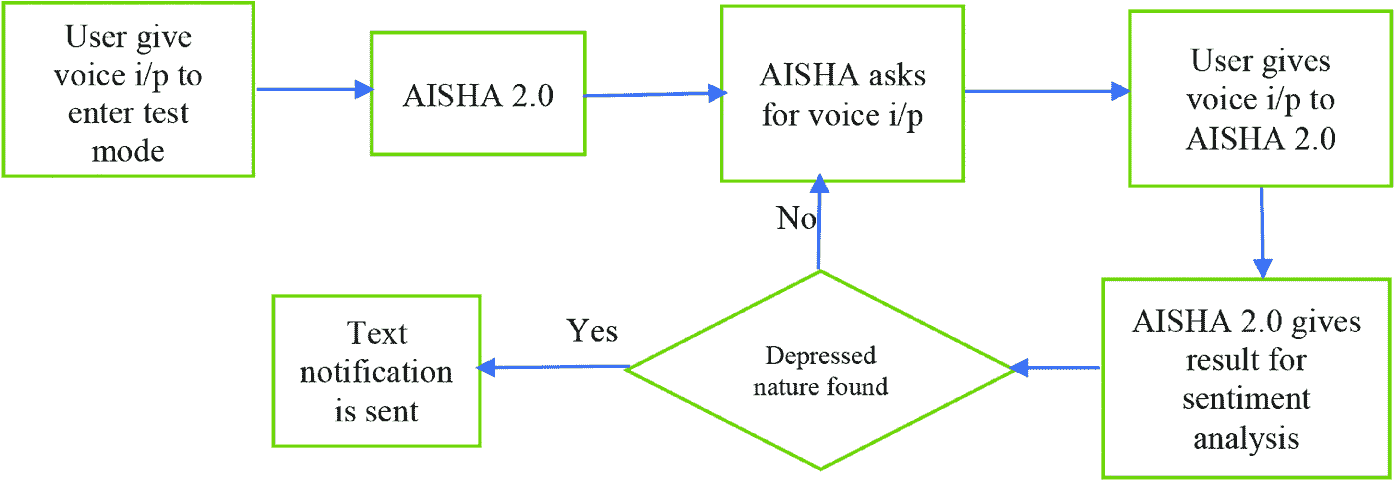 User give
voice i/p to
enter test
mode
AISHA 2.0
AISHA asks
for voice i/p
User gives
voice i/p to
AISHA 2.0
No
Yes
Text
notification
is sent
Depressed
nature found
AISHA 2.0 gives
result for
sentiment
analysis